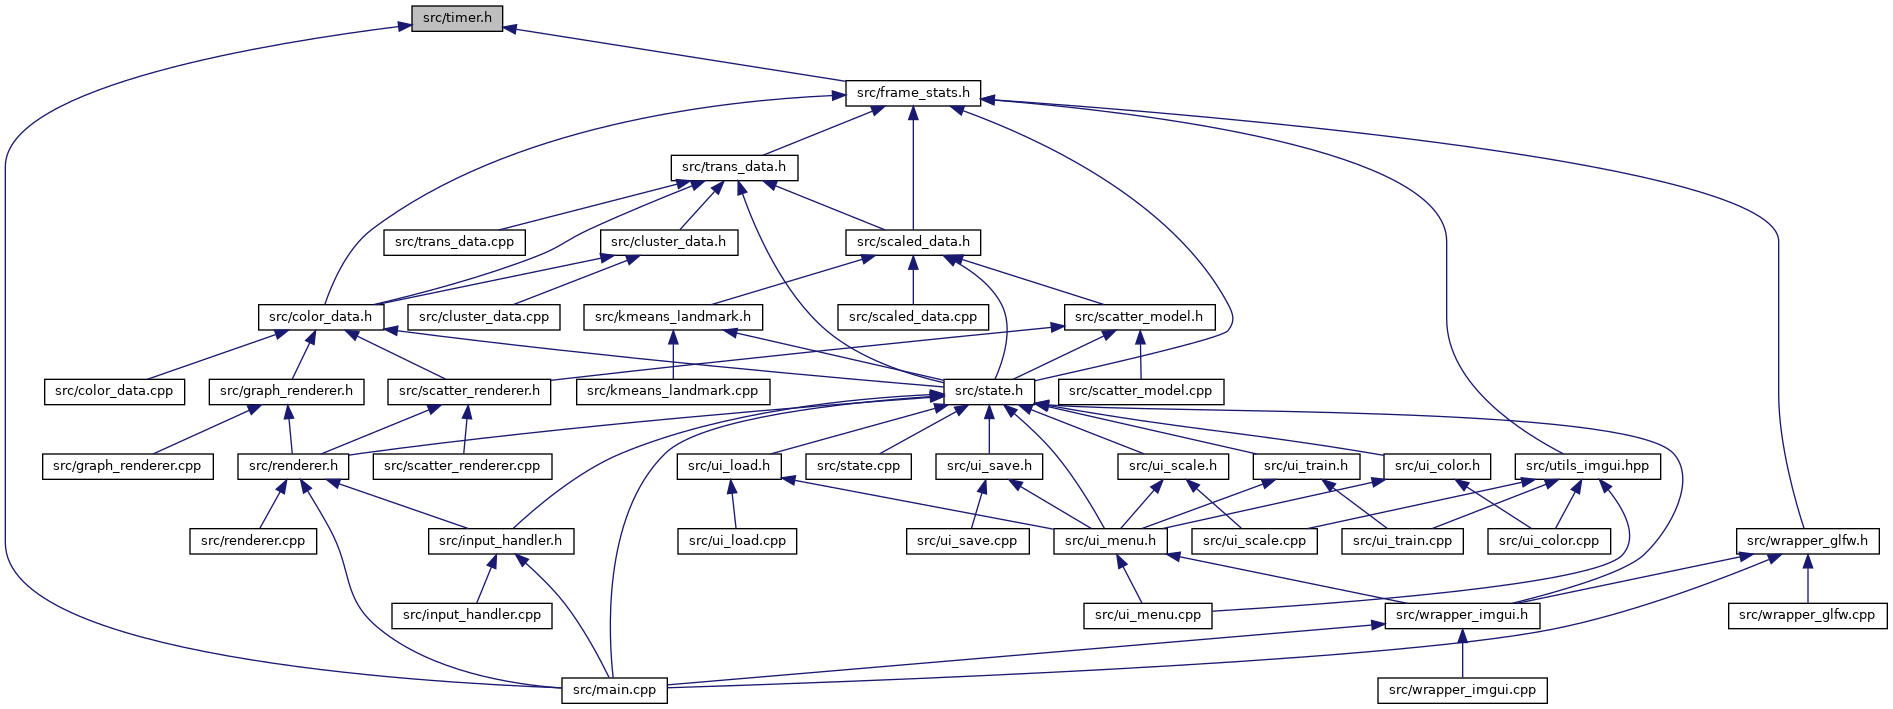 src/timer.h
src/frame_stats.h
src/trans_data.h
src/trans_data.cpp
src/cluster_data.h
src/scaled_data.h
src/color_data.h
src/cluster_data.cpp
src/kmeans_landmark.h
src/scaled_data.cpp
src/scatter_model.h
src/color_data.cpp
src/graph_renderer.h
src/scatter_renderer.h
src/kmeans_landmark.cpp
src/state.h
src/scatter_model.cpp
src/graph_renderer.cpp
src/renderer.h
src/scatter_renderer.cpp
src/ui_load.h
src/state.cpp
src/ui_save.h
src/ui_scale.h
src/ui_train.h
src/ui_color.h
src/utils_imgui.hpp
src/renderer.cpp
src/input_handler.h
src/ui_load.cpp
src/ui_save.cpp
src/ui_menu.h
src/ui_scale.cpp
src/ui_train.cpp
src/ui_color.cpp
src/wrapper_glfw.h
src/input_handler.cpp
src/ui_menu.cpp
src/wrapper_imgui.h
src/wrapper_glfw.cpp
src/main.cpp
src/wrapper_imgui.cpp